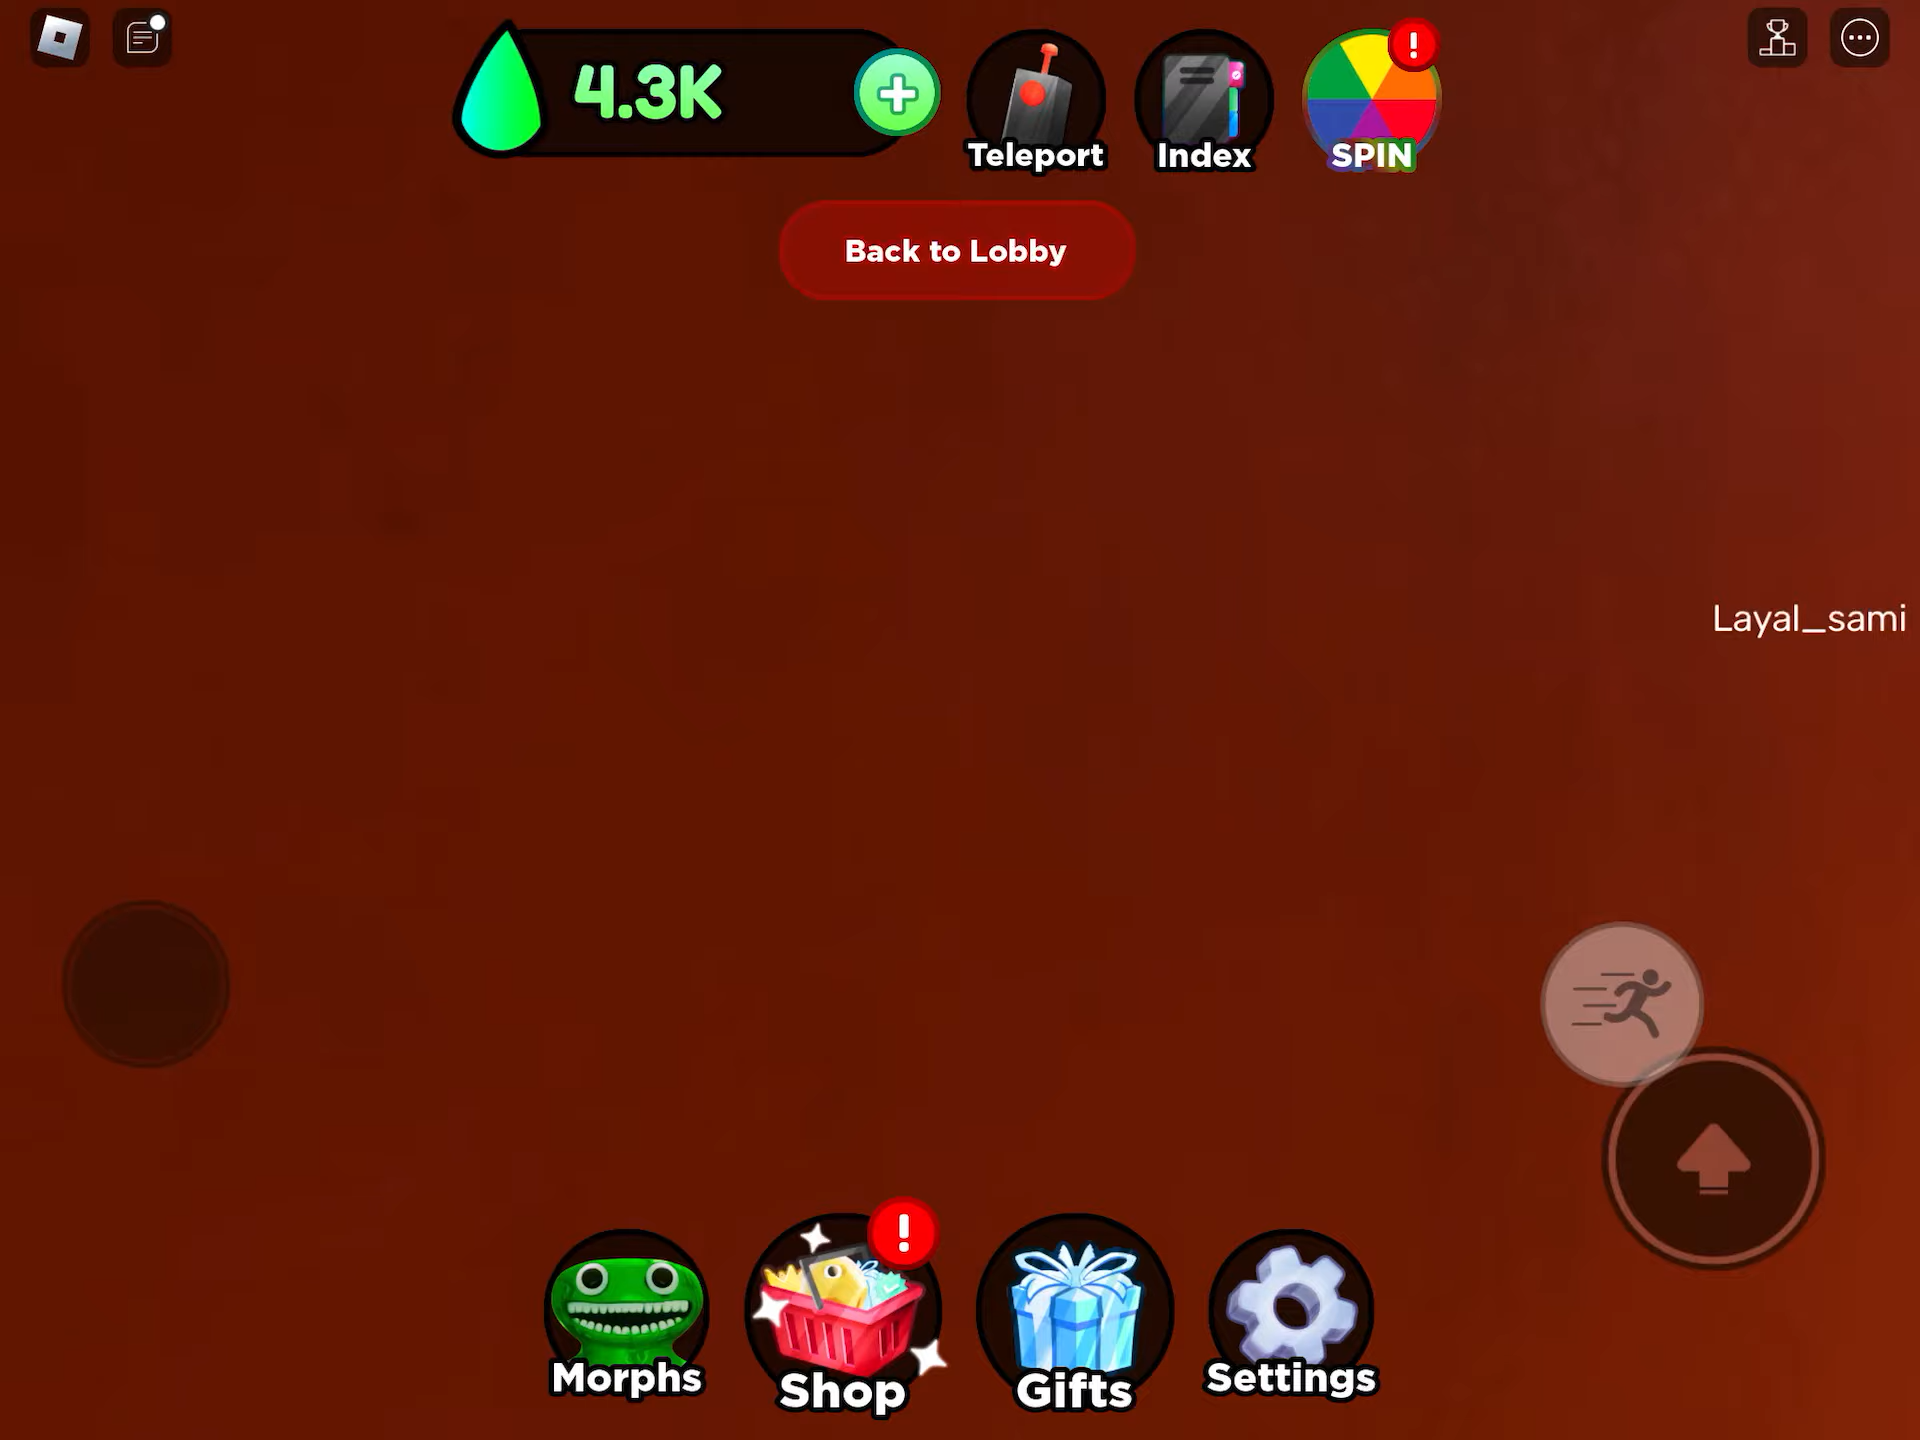 4.3K
Teleport
Index
SPIN
Back to Lobby
Layal_sami
Morphs
Shop
Gifts
Settings